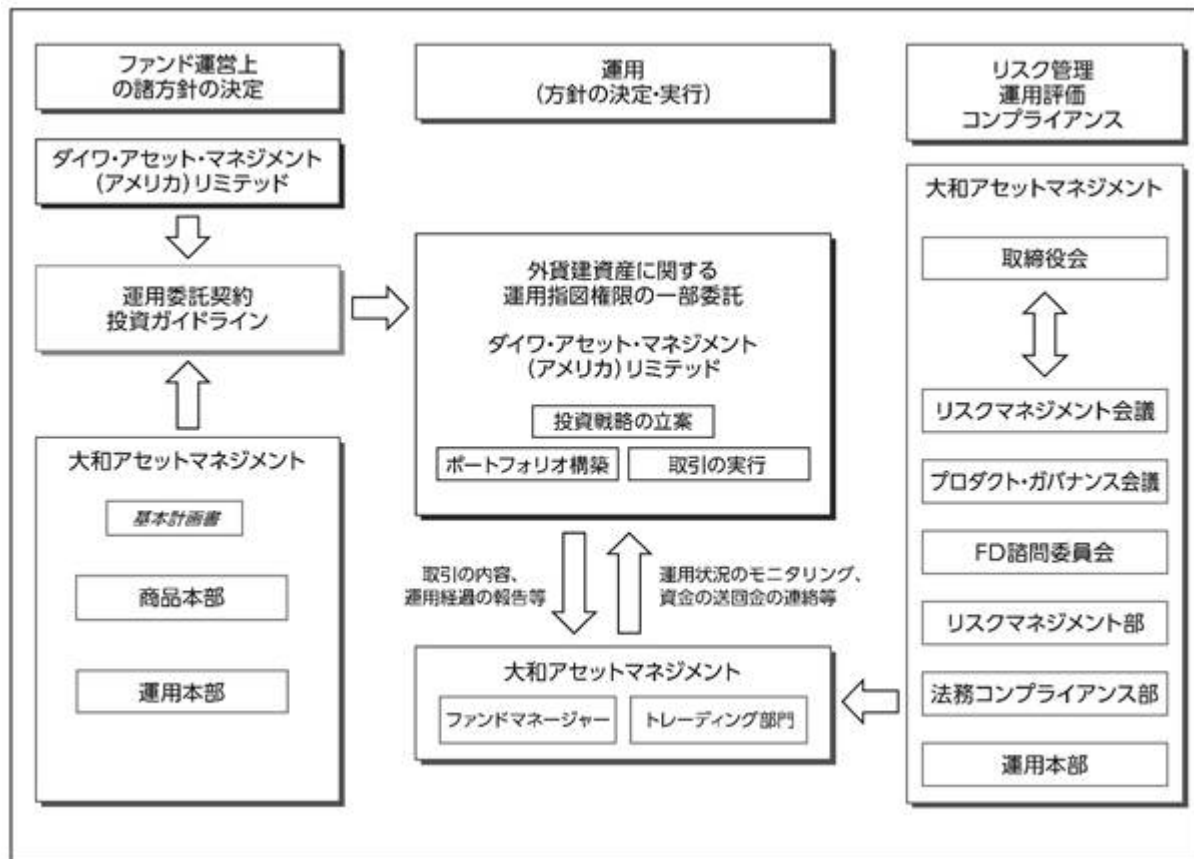 ファンド運営上
の諸方針の決定
ダイワ・アセット・マネジメント
(アメリカ)リミテッド
運用委託契約
投資ガイドライン
大和アセットマネジメント
基本計画書
商品本部
運用本部
運用
(方針の決定・実行)
外貨建資産に関する
運用指図権限の一部委託
ダイワ・アセット・マネジメント
(アメリカ)リミテッド
投資戦略の立案
ポートフォリオ構築
取引の実行
取引の内容、
運用経過の報告等
運用状況のモニタリング、
資金の送回金の連絡等
大和アセットマネジメント
ファンドマネージャー
トレーディング部門
リスク管理
運用評価
コンプライアンス
大和アセットマネジメント
取締役会
リスクマネジメント会議
プロダクト・ガバナンス会議
FD諮問委員会
リスクマネジメント部
法務コンプライアンス部
運用本部